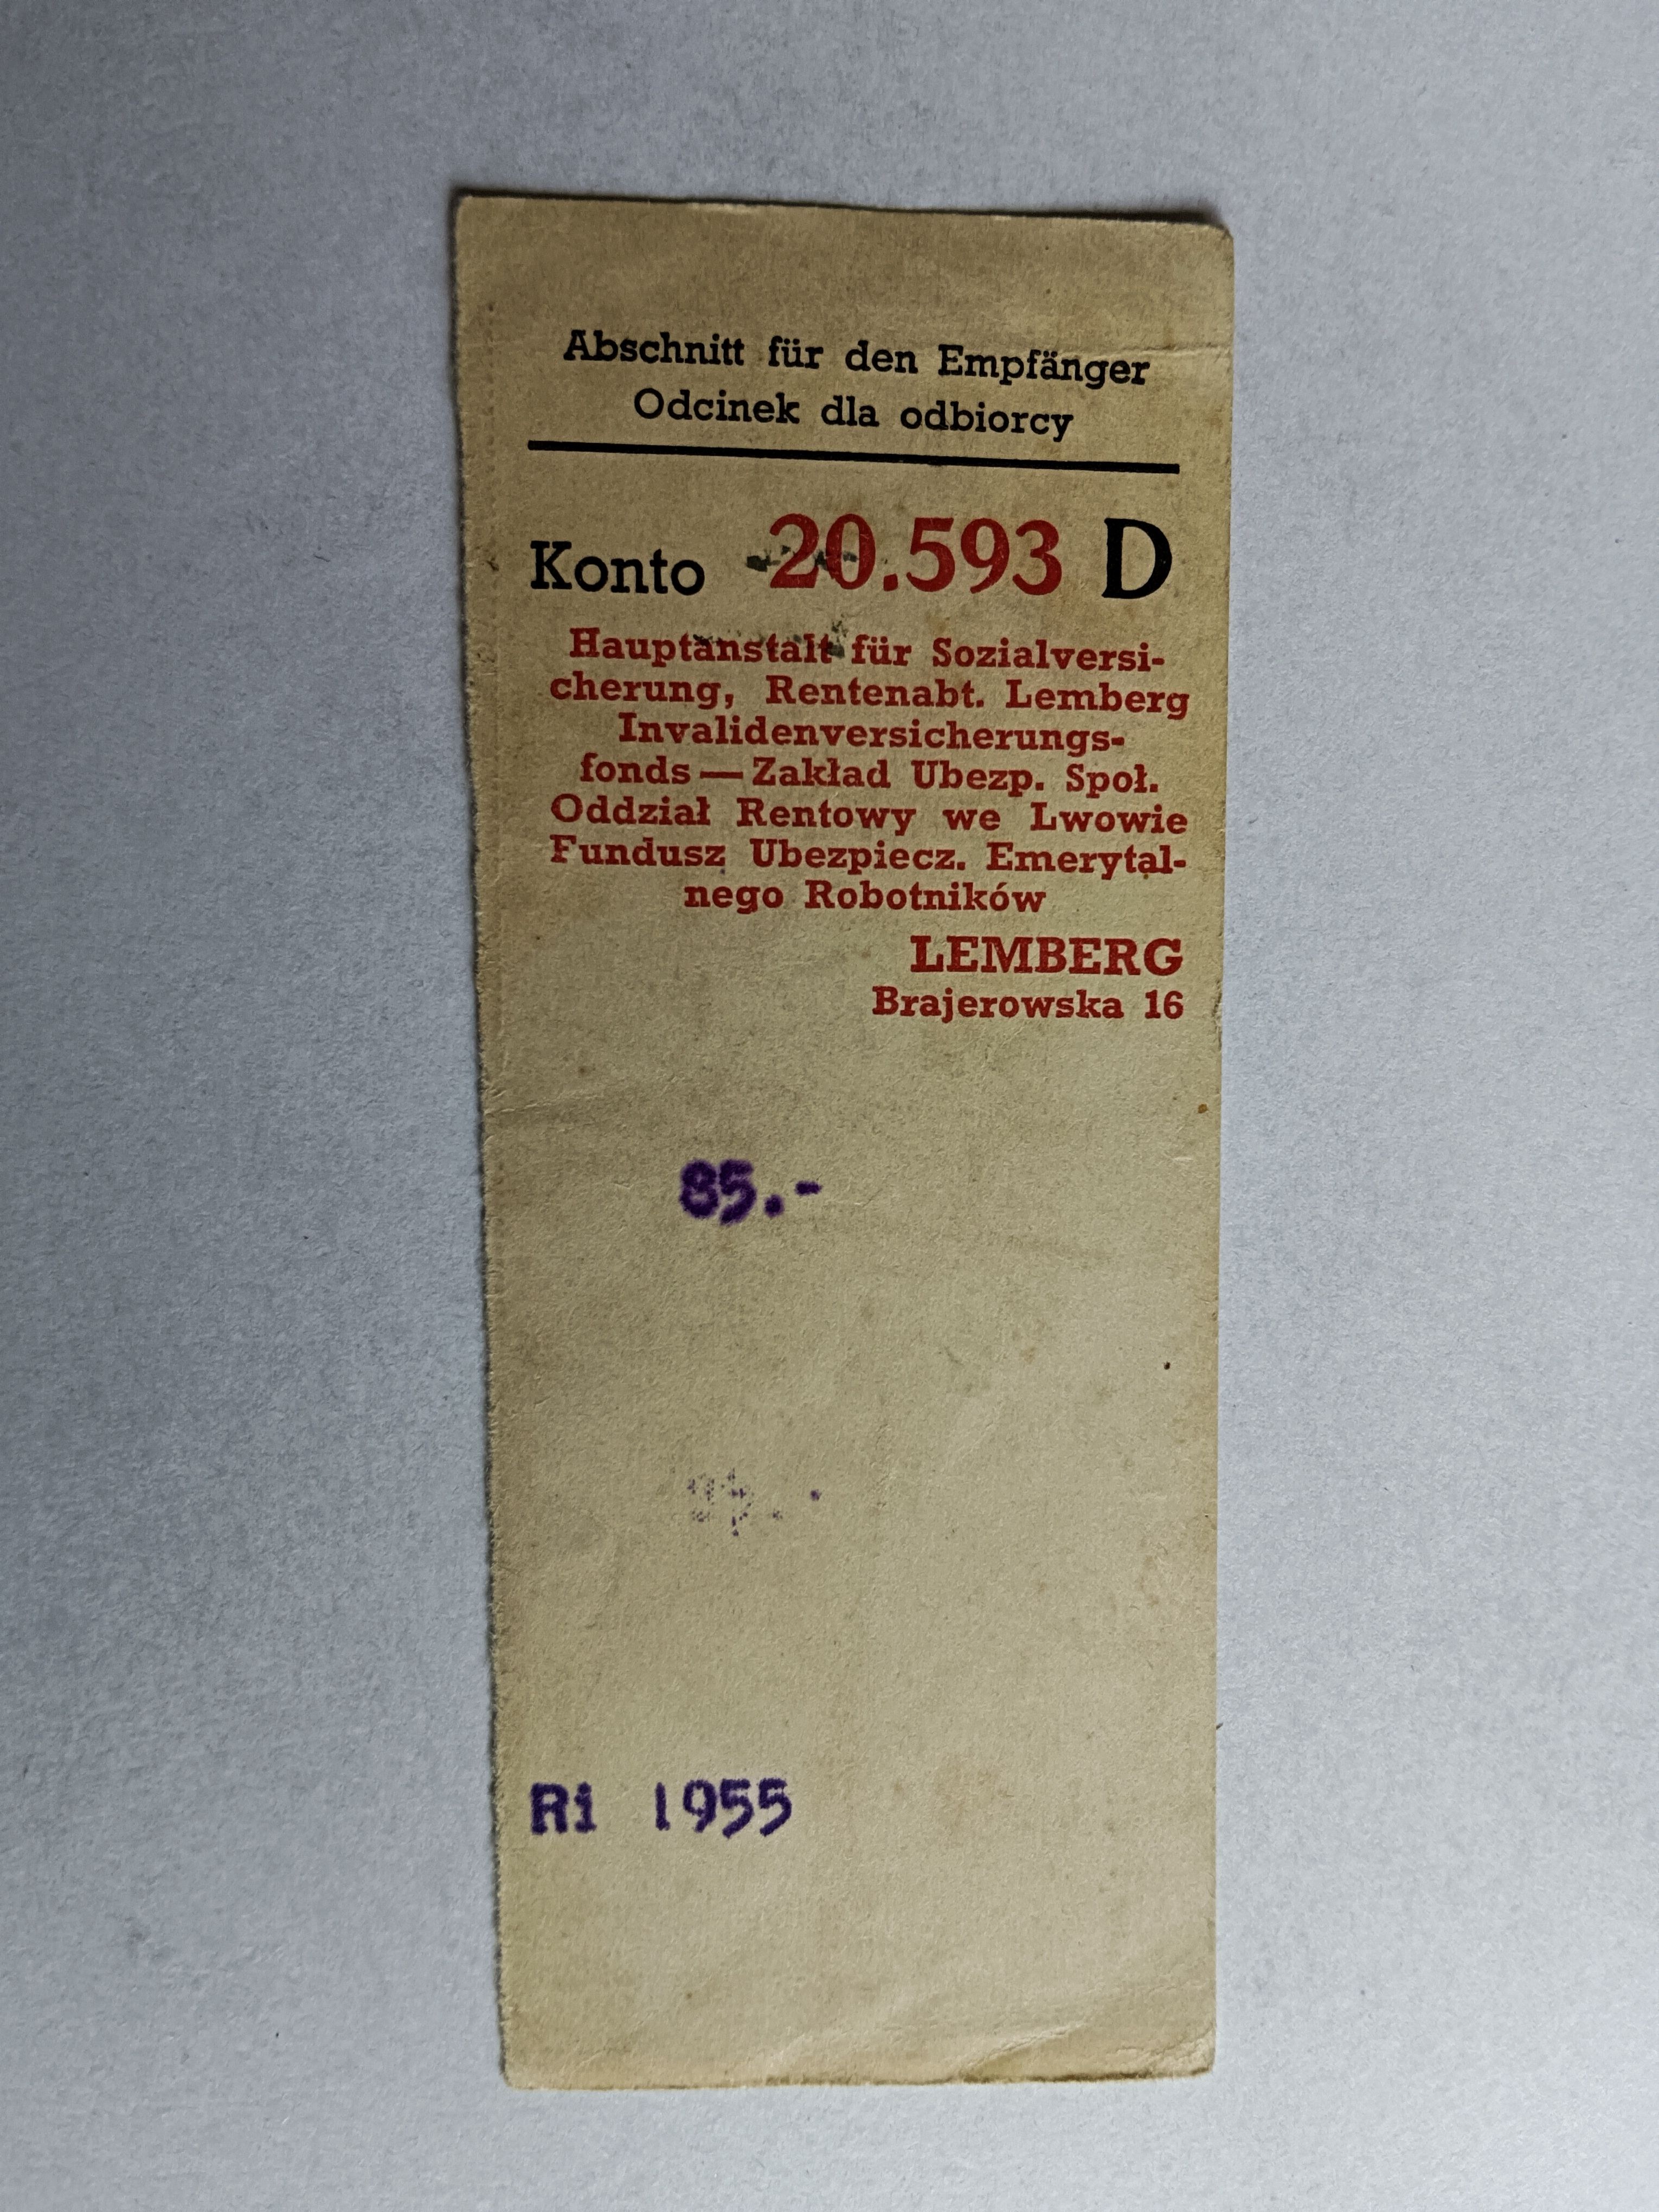 Abschnitt für den Empfänger
Odcinek dla odbiorcy
Konto 20.593 D
Hauptanstalt für Sozialversi-
cherung, Rentenabt. Lemberg
Invalidenversicherungs-
fonds — Zakład Ubezp. Społ.
Oddział Rentowy we Lwowie
Fundusz Ubezpiecz. Emerytal-
nego Robotników
LEMBERG
Brajerowska 16
85.-
Ri 1955